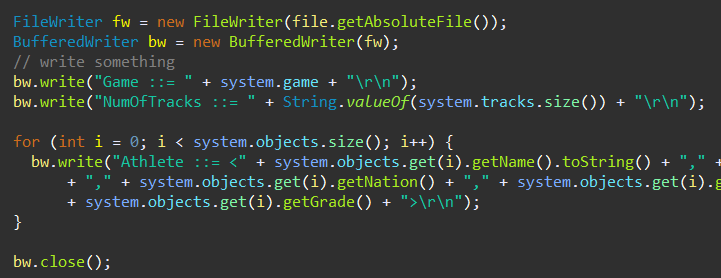 FileWriter fw = new FileWriter(file.getAbsoluteFile());
BufferedWriter bw = new BufferedWriter(fw);
// write something
bw.write("Game ::= " + system.game + "\r\n");
bw.write("NumOfTracks ::= " + String.valueOf(system.tracks.size()) + "\r\n");
for (int i = 0; i < system.objects.size(); i++) {
bw.write("Athlete ::= <" + system.objects.get(i).getName().toString() + "," +
+ "," + system.objects.get(i).getNation() + "," + system.objects.get(i).g
+ system.objects.get(i).getGrade() + ">\r\n");
}
bw.close();